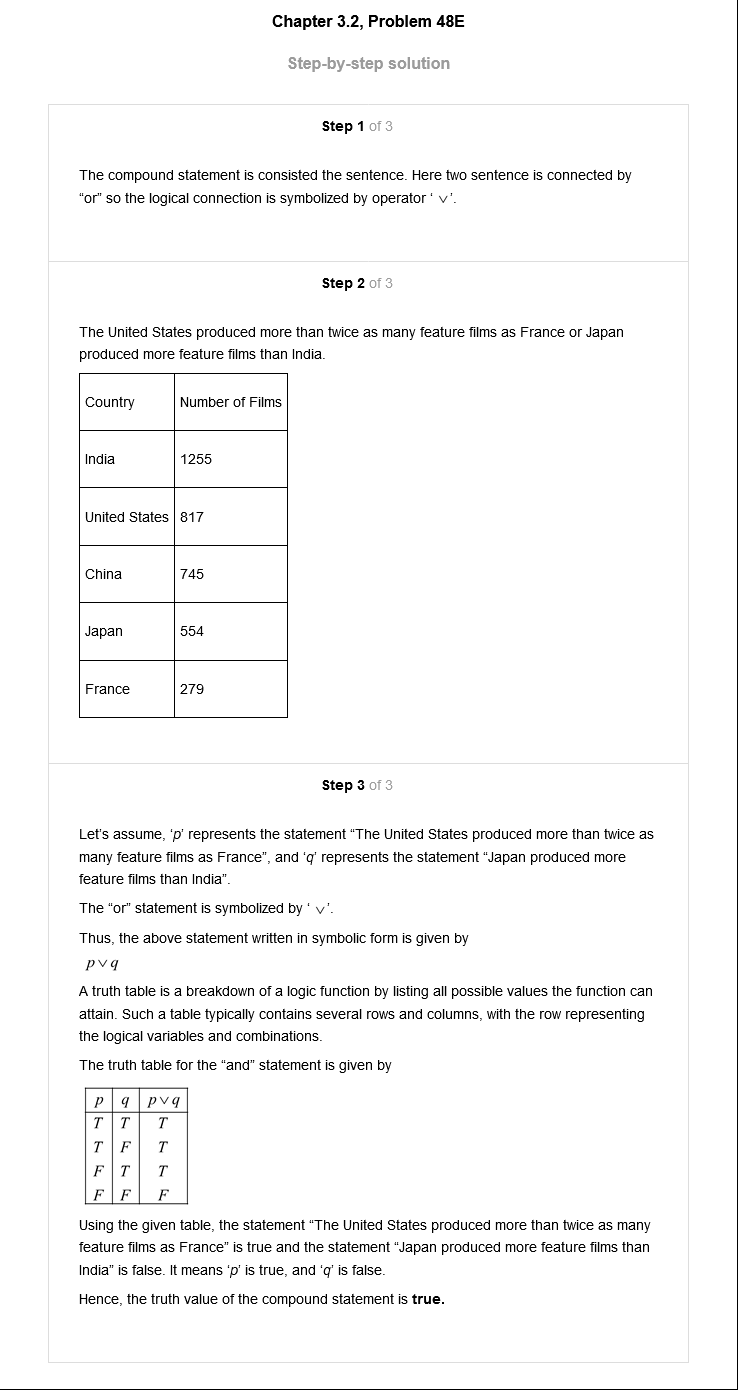 Chapter 3.2, Problem 48E
Step-by-step solution
Step 1 of 3
The compound statement is consisted the sentence. Here two sentence is connected by
“or” so the logical connection is symbolized by operator ‘ ∨’.
Step 2 of 3
The United States produced more than twice as many feature films as France or Japan
produced more feature films than India.
Country Number of Films
India 1255
United States 817
China 745
Japan 554
France 279
Step 3 of 3
Let’s assume, ‘p’ represents the statement “The United States produced more than twice as
many feature films as France”, and ‘q’ represents the statement “Japan produced more
feature films than India”.
The “or” statement is symbolized by ‘ ∨’.
Thus, the above statement written in symbolic form is given by
p∨q
A truth table is a breakdown of a logic function by listing all possible values the function can
attain. Such a table typically contains several rows and columns, with the row representing
the logical variables and combinations.
The truth table for the “and” statement is given by
p q p∨q
T T T
T F T
F T T
F F F
Using the given table, the statement “The United States produced more than twice as many
feature films as France” is true and the statement “Japan produced more feature films than
India” is false. It means ‘p’ is true, and ‘q’ is false.
Hence, the truth value of the compound statement is true.